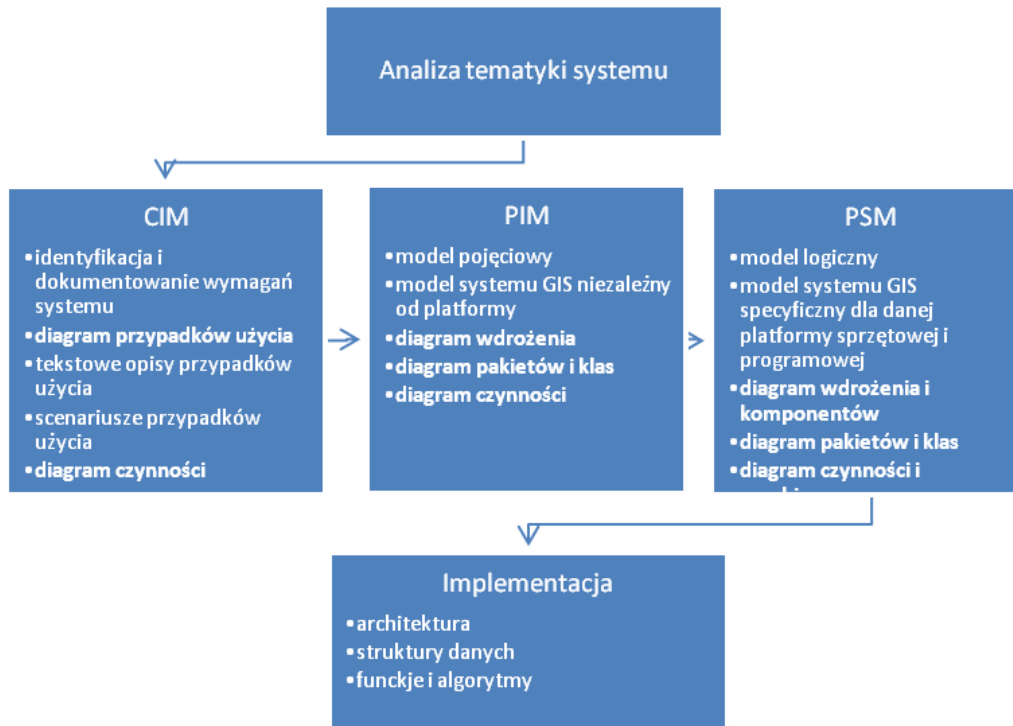 Analiza tematyki systemu
CIM
•identyfikacja i
dokumentowanie wymagań
systemu
•diagram przypadków użycia
•tekstowe opisy przypadków
użycia
•scenariusze przypadków
użycia
•diagram czynności
PIM
•model pojęciowy
•model systemu GIS niezależny
od platformy
•diagram wdrożenia
•diagram pakietów i klas
•diagram czynności
PSM
•model logiczny
•model systemu GIS
specyficzny dla danej
platformy sprzętowej i
programowej
•diagram wdrożenia i
komponentów
•diagram pakietów i klas
•diagram czynności i
Implementacja
•architektura
•struktury danych
•funckje i algorytmy